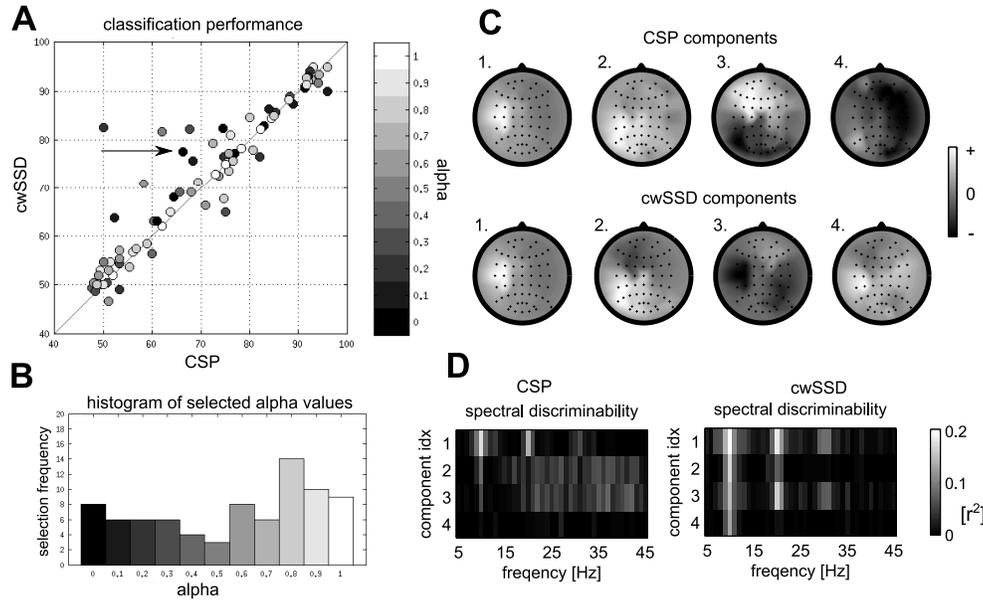 A
classification performance
100
90
80
70
60
50
40
cwSSD
40 50 60 70 80 90 100
CSP
1
0,9
0,8
0,7
0,6
0,5
0,4
0,3
0,2
0,1
0
alpha
B
histogram of selected alpha values
20
18
16
14
12
10
8
6
4
2
0
selection frequency
0 0.1 0.2 0.3 0.4 0.5 0.6 0.7 0.8 0.9 1
alpha
C
CSP components
1. 2. 3. 4.
cwSSD components
1. 2. 3. 4.
+
0
-
D
CSP
spectral discriminability
component idx
1
2
3
4
5 15 25 35 45
freqency [Hz]
cwSSD
spectral discriminability
component idx
1
2
3
4
5 15 25 35 45
freqency [Hz]
0.2
0.1
0
[r²]